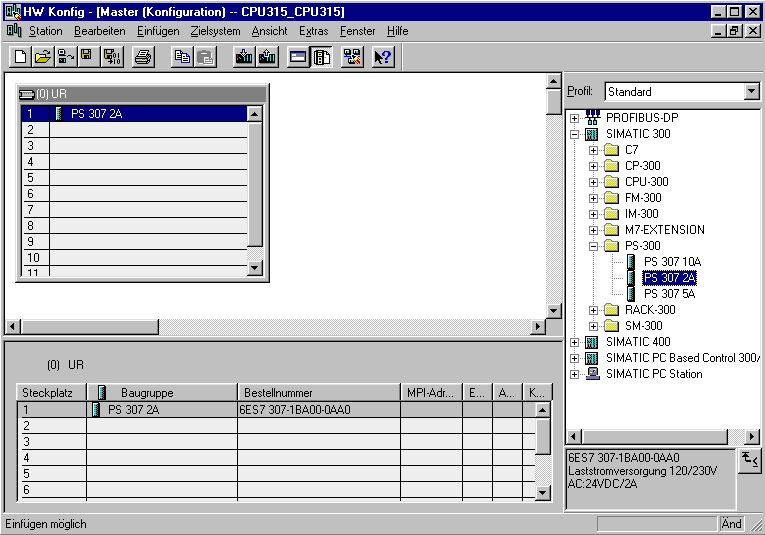 HW Konfig - [Master (Konfiguration) -- CPU315_CPU315]
Station Bearbeiten Einfügen Zielsystem Ansicht Extras Fenster Hilfe
(0) UR
1 PS 307 2A
2
3
4
5
6
7
8
9
10
11
Profil: Standard
PROFIBUS-DP
SIMATIC 300
C7
CP-300
CPU-300
FM-300
IM-300
M7-EXTENSION
PS-300
PS 307 10A
PS 307 2A
PS 307 5A
RACK-300
SM-300
SIMATIC 400
SIMATIC PC Based Control 300/
SIMATIC PC Station
(0) UR
Steckplatz Baugruppe Bestellnummer MPI-Adr... E... A... K...
1 PS 307 2A 6ES7 307-1BA00-0AA0
2
3
4
5
6
6ES7 307-1BA00-0AA0
Laststromversorgung 120/230V
AC:24VDC/2A
Einfügen möglich Änd